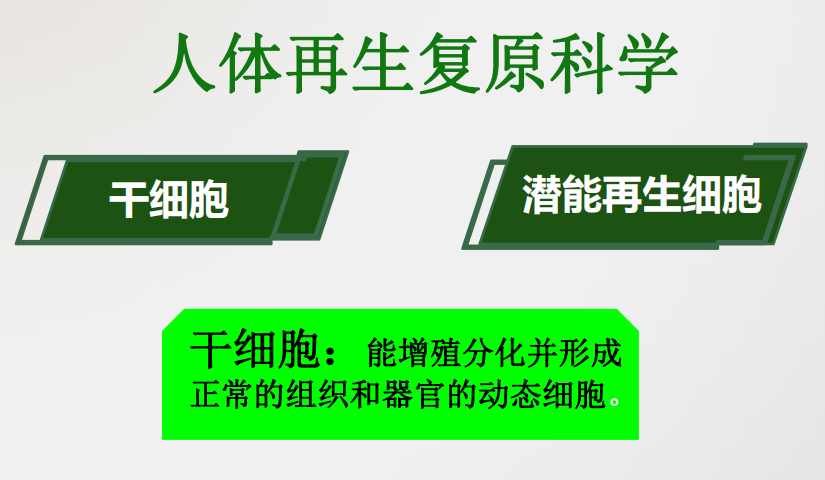 人体再生复原科学
干细胞
潜能再生细胞
干细胞：能增殖分化并形成
正常的组织和器官的动态细胞。